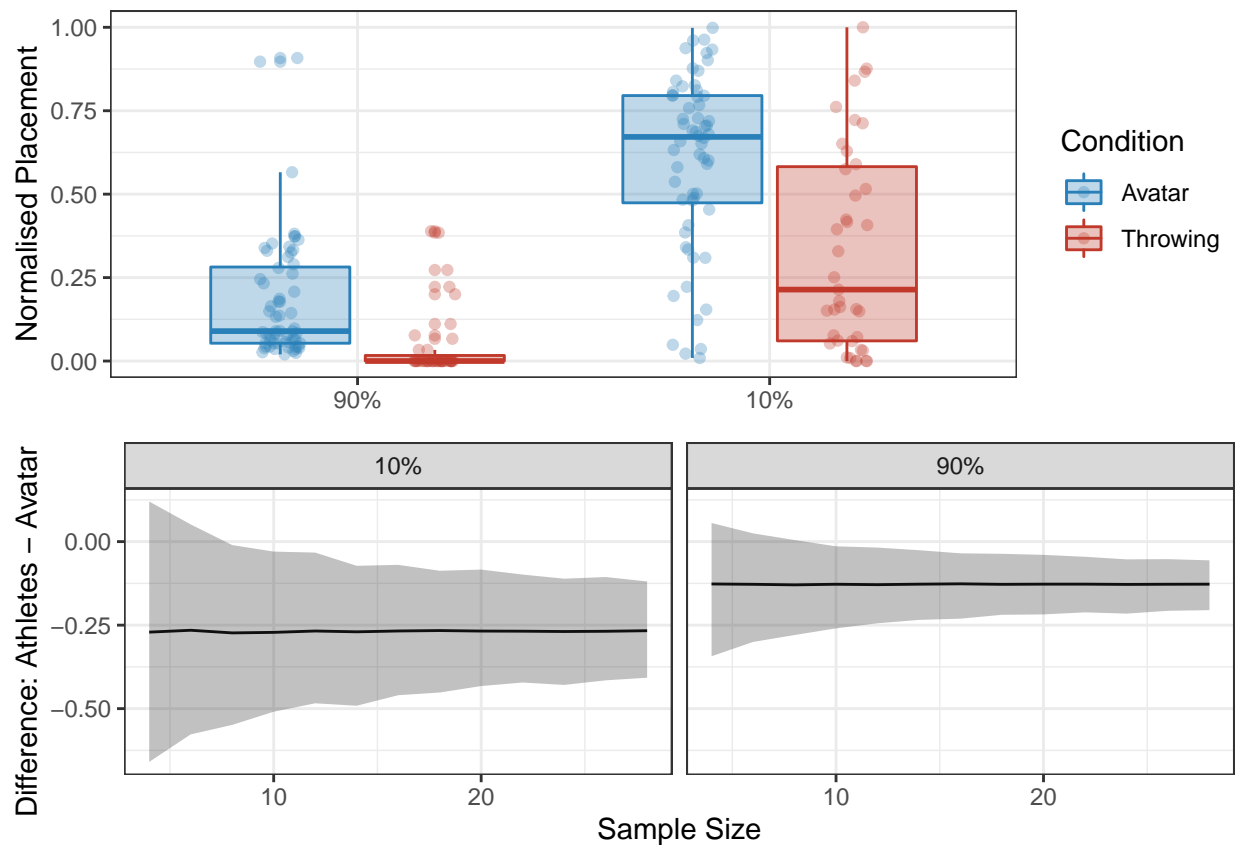 Normalised Placement
1.00
0.75
0.50
0.25
0.00
90%
10%
Condition
Avatar
Throwing
Difference: Athletes − Avatar
10%
90%
0.00
−0.25
−0.50
10
20
10
20
Sample Size